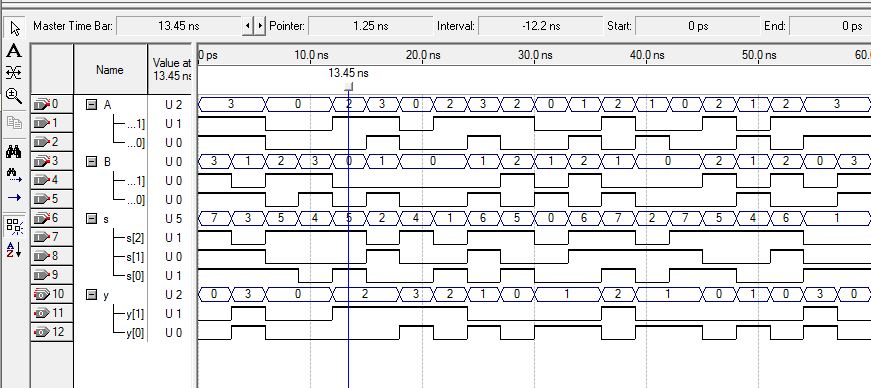 Master Time Bar: 13.45 ns Pointer: 1.25 ns Interval: -12.2 ns Start: 0 ps End: 0 ps
Name Value at 13.45 ns 0 ps 10.0 ns 20.0 ns 30.0 ns 40.0 ns 50.0 ns 60.
13.45 ns
0 A U 2 3 0 2 3 0 2 3 2 0 1 2 1 0 2 1 2 3
1 ...1] U 1
2 ...0] U 0
3 B U 0 3 1 2 3 0 1 0 1 2 1 2 1 0 2 1 2 0 3
4 ...1] U 0
5 ...0] U 0
6 s U 5 7 3 5 4 5 2 4 1 6 5 0 6 7 2 7 5 4 6 1
7 s[2] U 1
8 s[1] U 0
9 s[0] U 1
10 y U 2 0 3 0 2 3 2 1 0 1 2 1 0 1 0 3 0
11 y[1] U 1
12 y[0] U 0